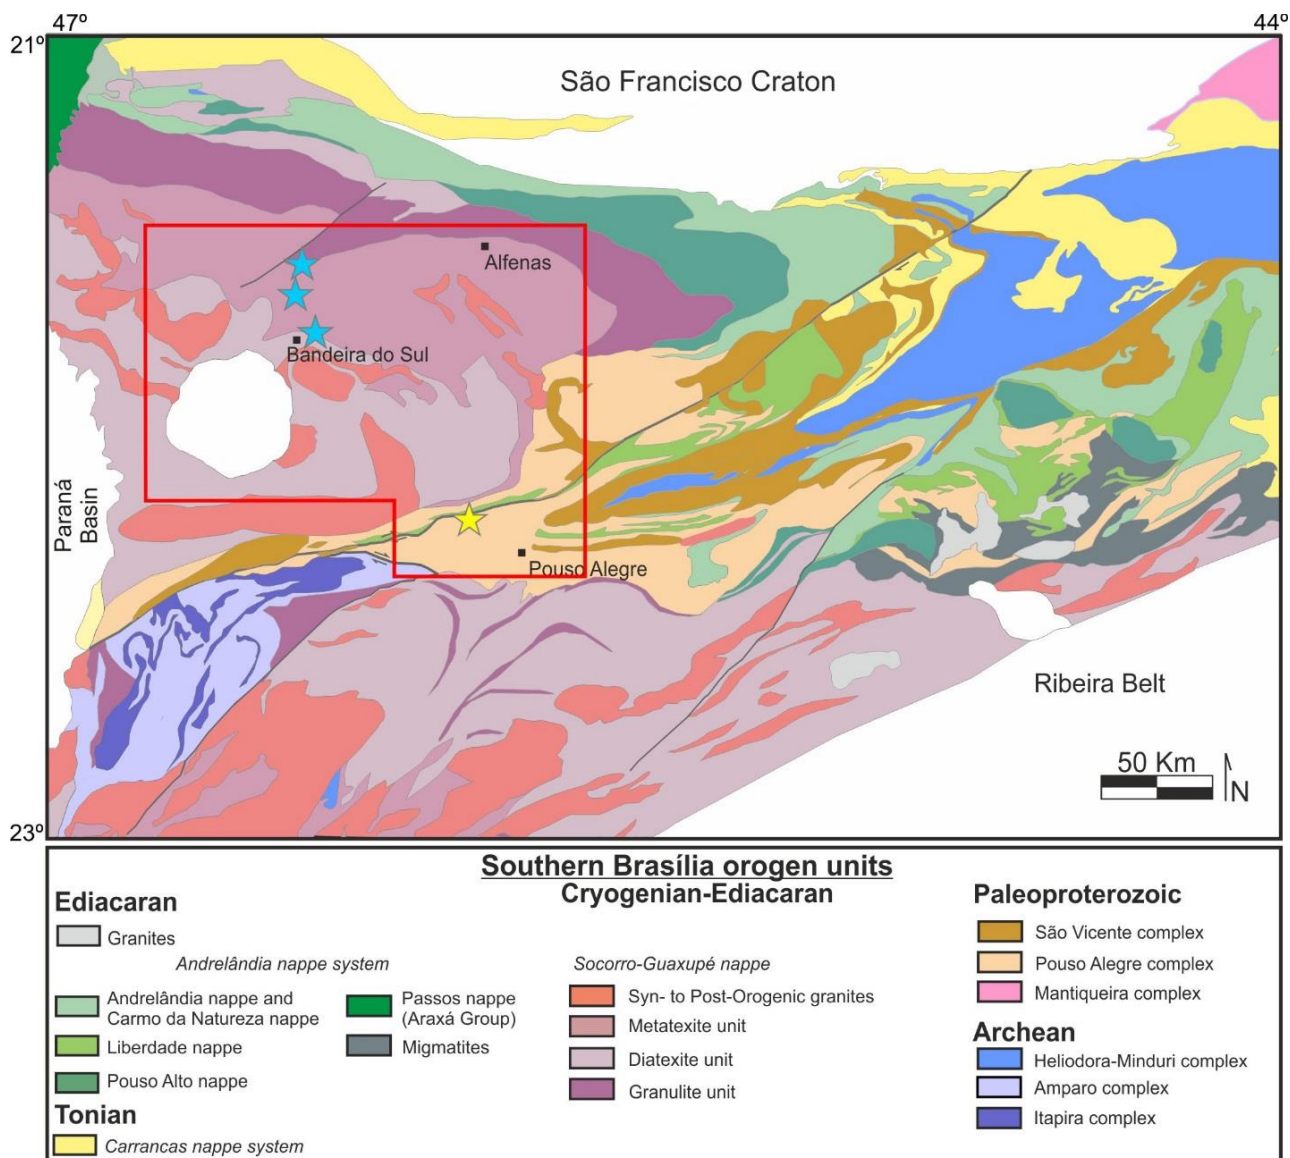 47º
44º
21º
São Francisco Craton
Alfenas
Bandeira do Sul
Paraná
Basin
Pouso Alegre
Ribeira Belt
50 Km
N
23º
Southern Brasília orogen units
Cryogenian-Ediacaran
Ediacaran
Granites
Andrelândia nappe system
Andrelândia nappe and
Carmo da Natureza nappe
Liberdade nappe
Pouso Alto nappe
Passos nappe
(Araxá Group)
Migmatites
Tonian
Carrancas nappe system
Socorro-Guaxupé nappe
Syn- to Post-Orogenic granites
Metatexite unit
Diatexite unit
Granulite unit
Paleoproterozoic
São Vicente complex
Pouso Alegre complex
Mantiqueira complex
Archean
Heliodora-Minduri complex
Amparo complex
Itapira complex